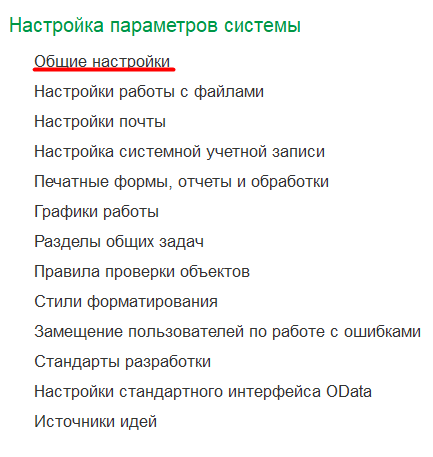 Настройка параметров системы
Общие настройки
Настройки работы с файлами
Настройки почты
Настройка системной учетной записи
Печатные формы, отчеты и обработки
Графики работы
Разделы общих задач
Правила проверки объектов
Стили форматирования
Замещение пользователей по работе с ошибками
Стандарты разработки
Настройки стандартного интерфейса OData
Источники идей